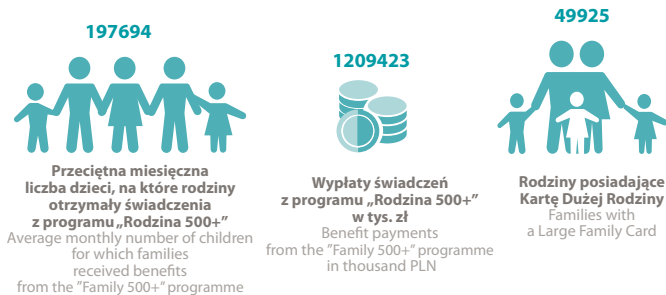 197694
Przeciętna miesięczna
liczba dzieci, na które rodziny
otrzymały świadczenia
z programu „Rodzina 500+”
Average monthly number of children
for which families
received benefits
from the ”Family 500+” programme
1209423
Wypłaty świadczeń
z programu „Rodzina 500+”
w tys. zł
Benefit payments
from the ”Family 500+” programme
in thousand PLN
49925
Rodziny posiadające
Kartę Dużej Rodziny
Families with
a Large Family Card